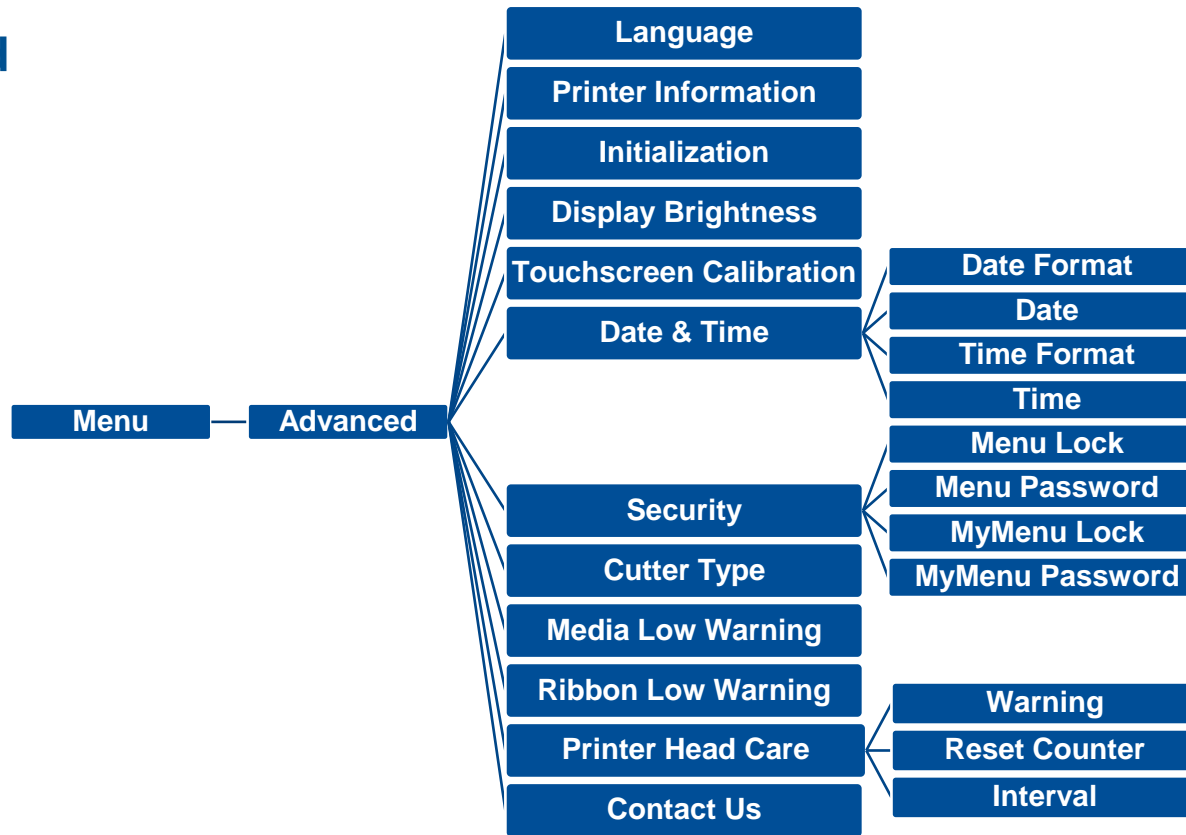 Language
Printer Information
Initialization
Display Brightness
Touchscreen Calibration
Date & Time
Date Format
Date
Time Format
Time
Menu
Advanced
Security
Menu Lock
Menu Password
MyMenu Lock
MyMenu Password
Cutter Type
Media Low Warning
Ribbon Low Warning
Printer Head Care
Warning
Reset Counter
Interval
Contact Us